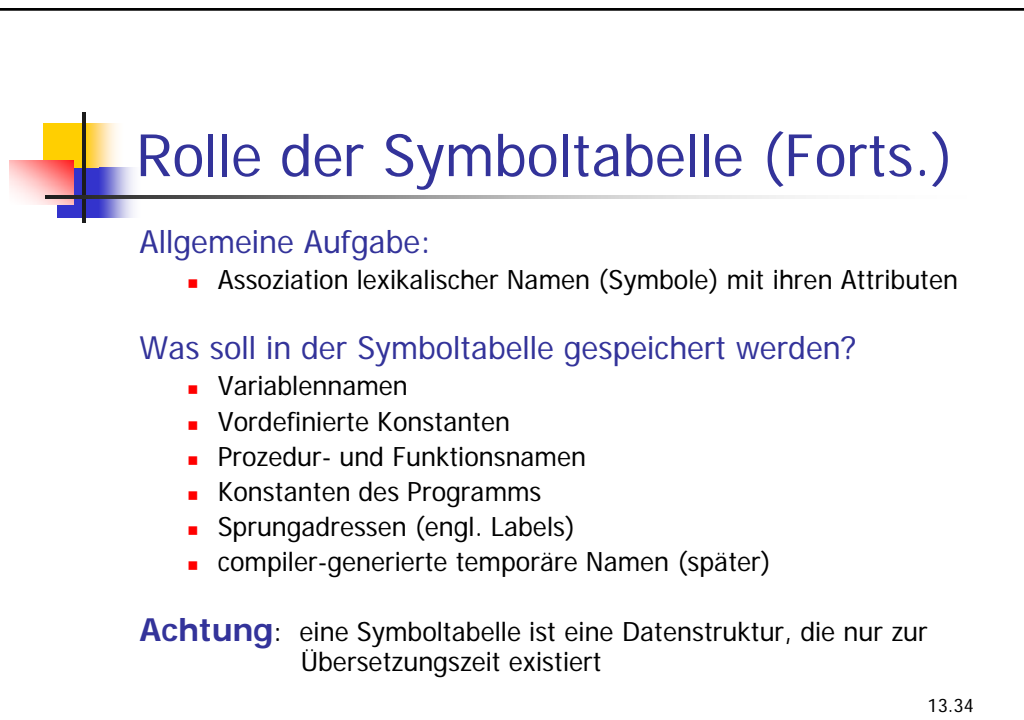 Rolle der Symboltabelle (Forts.)
Allgemeine Aufgabe:
Assoziation lexikalischer Namen (Symbole) mit ihren Attributen
Was soll in der Symboltabelle gespeichert werden?
Variablennamen
Vordefinierte Konstanten
Prozedur- und Funktionsnamen
Konstanten des Programms
Sprungadressen (engl. Labels)
compiler-generierte temporäre Namen (später)
Achtung: eine Symboltabelle ist eine Datenstruktur, die nur zur
Übersetzungszeit existiert
13.34